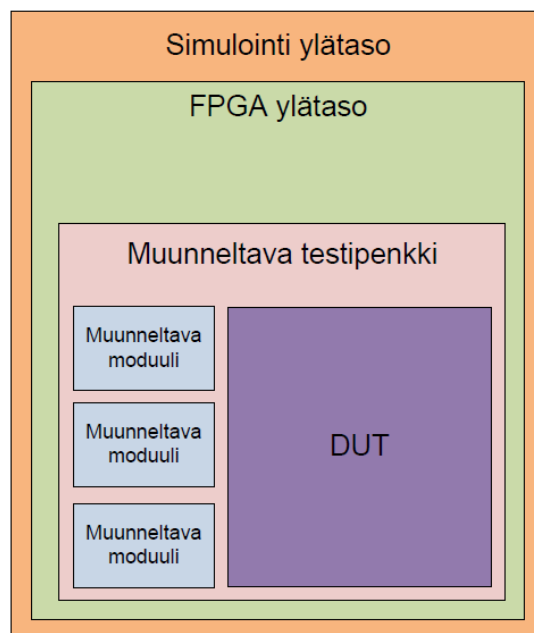 Simulointi ylätaso
FPGA ylätaso
Muunneltava testipenkki
Muunneltava
moduuli
Muunneltava
moduuli
Muunneltava
moduuli
DUT